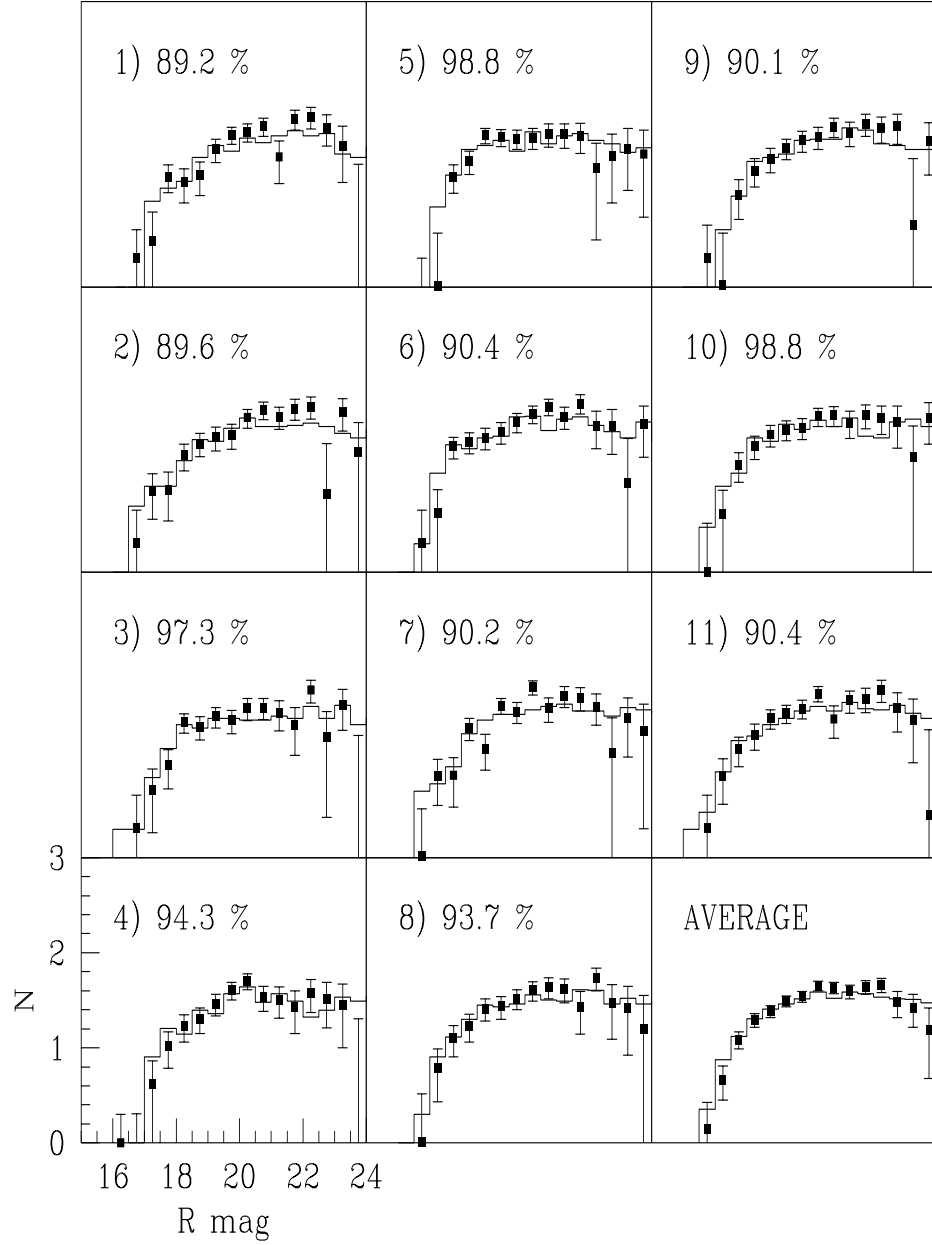 1) 89.2 %
5) 98.8 %
9) 90.1 %
2) 89.6 %
6) 90.4 %
10) 98.8 %
3) 97.3 %
7) 90.2 %
11) 90.4 %
3
4) 94.3 %
8) 93.7 %
AVERAGE
2
N
1
0
16 18 20 22 24
R mag